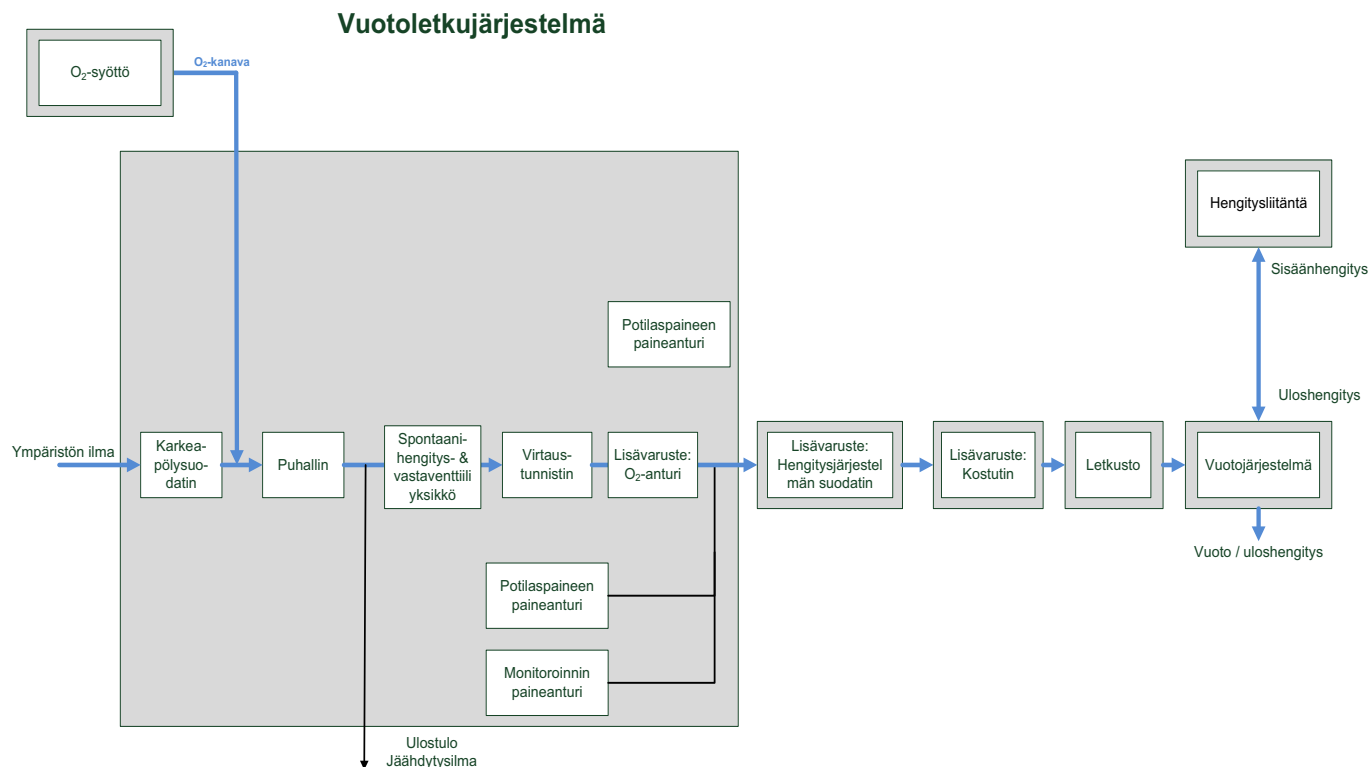 Vuotoletkujärjestelmä
O₂-syöttö
O₂-kanava
Hengitysliitäntä
Sisäänhengitys
Potilaspaineen
paineanturi
Uloshengitys
Ympäristön ilma
Karkea-
pölysuo-
datin
Puhallin
Spontaani-
hengitys- &
vastaventtiili
yksikkö
Virtaus-
tunnistin
Lisävaruste:
O₂-anturi
Lisävaruste:
Hengitysjärjestel
män suodatin
Lisävaruste:
Kostutin
Letkusto
Vuotojärjestelmä
Vuoto / uloshengitys
Potilaspaineen
paineanturi
Monitoroinnin
paineanturi
Ulostulo
Jäähdytysilma